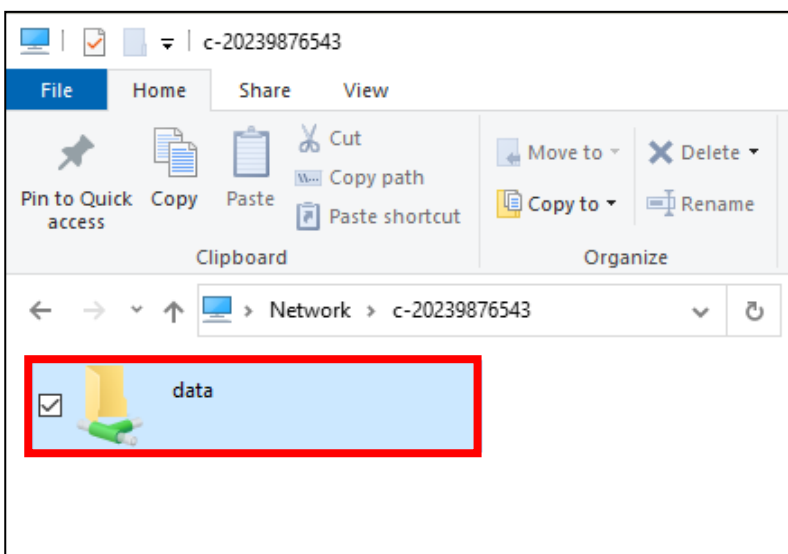 c-20239876543
File Home Share View
Pin to Quick access
Copy
Paste
Cut
Copy path
Paste shortcut
Clipboard
Move to
Copy to
Delete
Rename
Organize
Network > c-20239876543
data